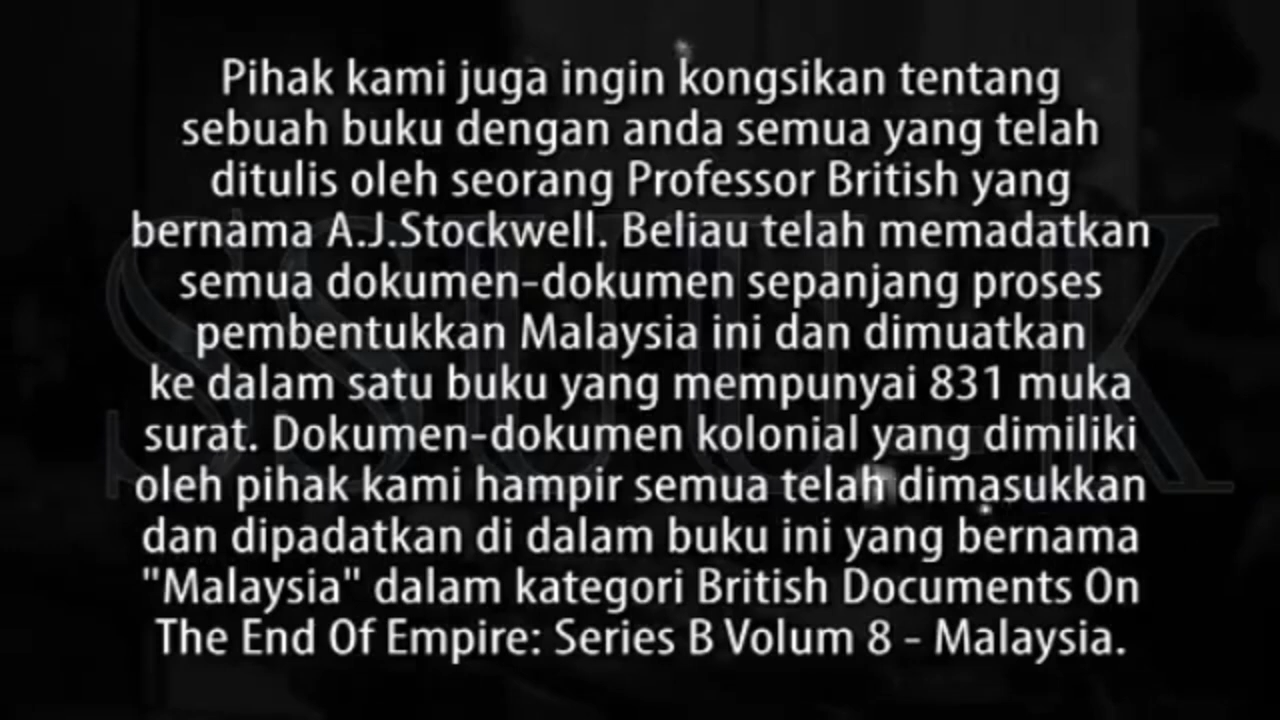 Pihak kami juga ingin kongsikan tentang
sebuah buku dengan anda semua yang telah
ditulis oleh seorang Professor British yang
bernama A.J.Stockwell. Beliau telah memadatkan
semua dokumen-dokumen sepanjang proses
pembentukkan Malaysia ini dan dimuatkan
ke dalam satu buku yang mempunyai 831 muka
surat. Dokumen-dokumen kolonial yang dimiliki
oleh pihak kami hampir semua telah dimasukkan
dan dipadatkan di dalam buku ini yang bernama
"Malaysia" dalam kategori British Documents On
The End Of Empire: Series B Volum 8 - Malaysia.